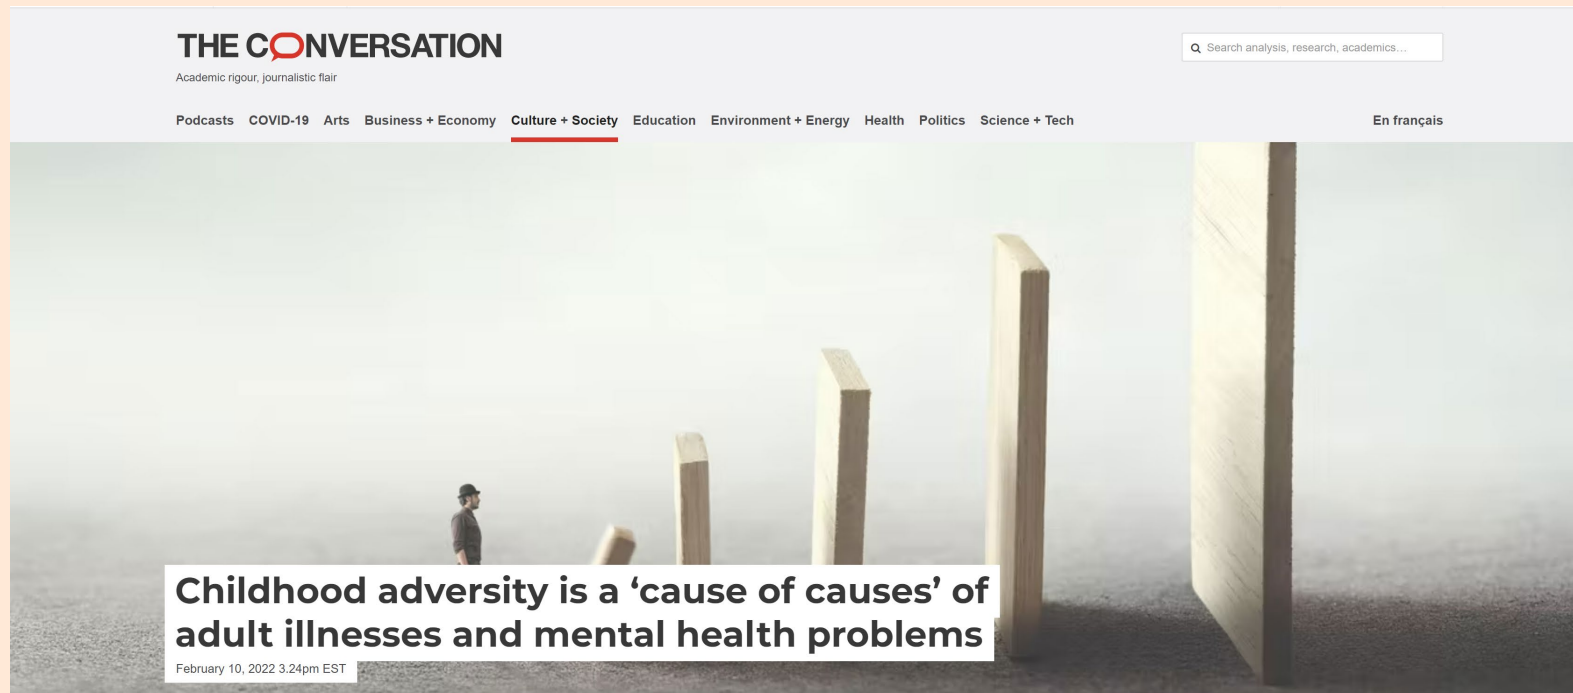 THE CONVERSATION
Search analysis, research, academics...
Academic rigour, journalistic flair
Podcasts COVID-19 Arts Business + Economy Culture + Society Education Environment + Energy Health Politics Science + Tech En français
Childhood adversity is a ‘cause of causes’ of
adult illnesses and mental health problems
February 10, 2022 3.24pm EST